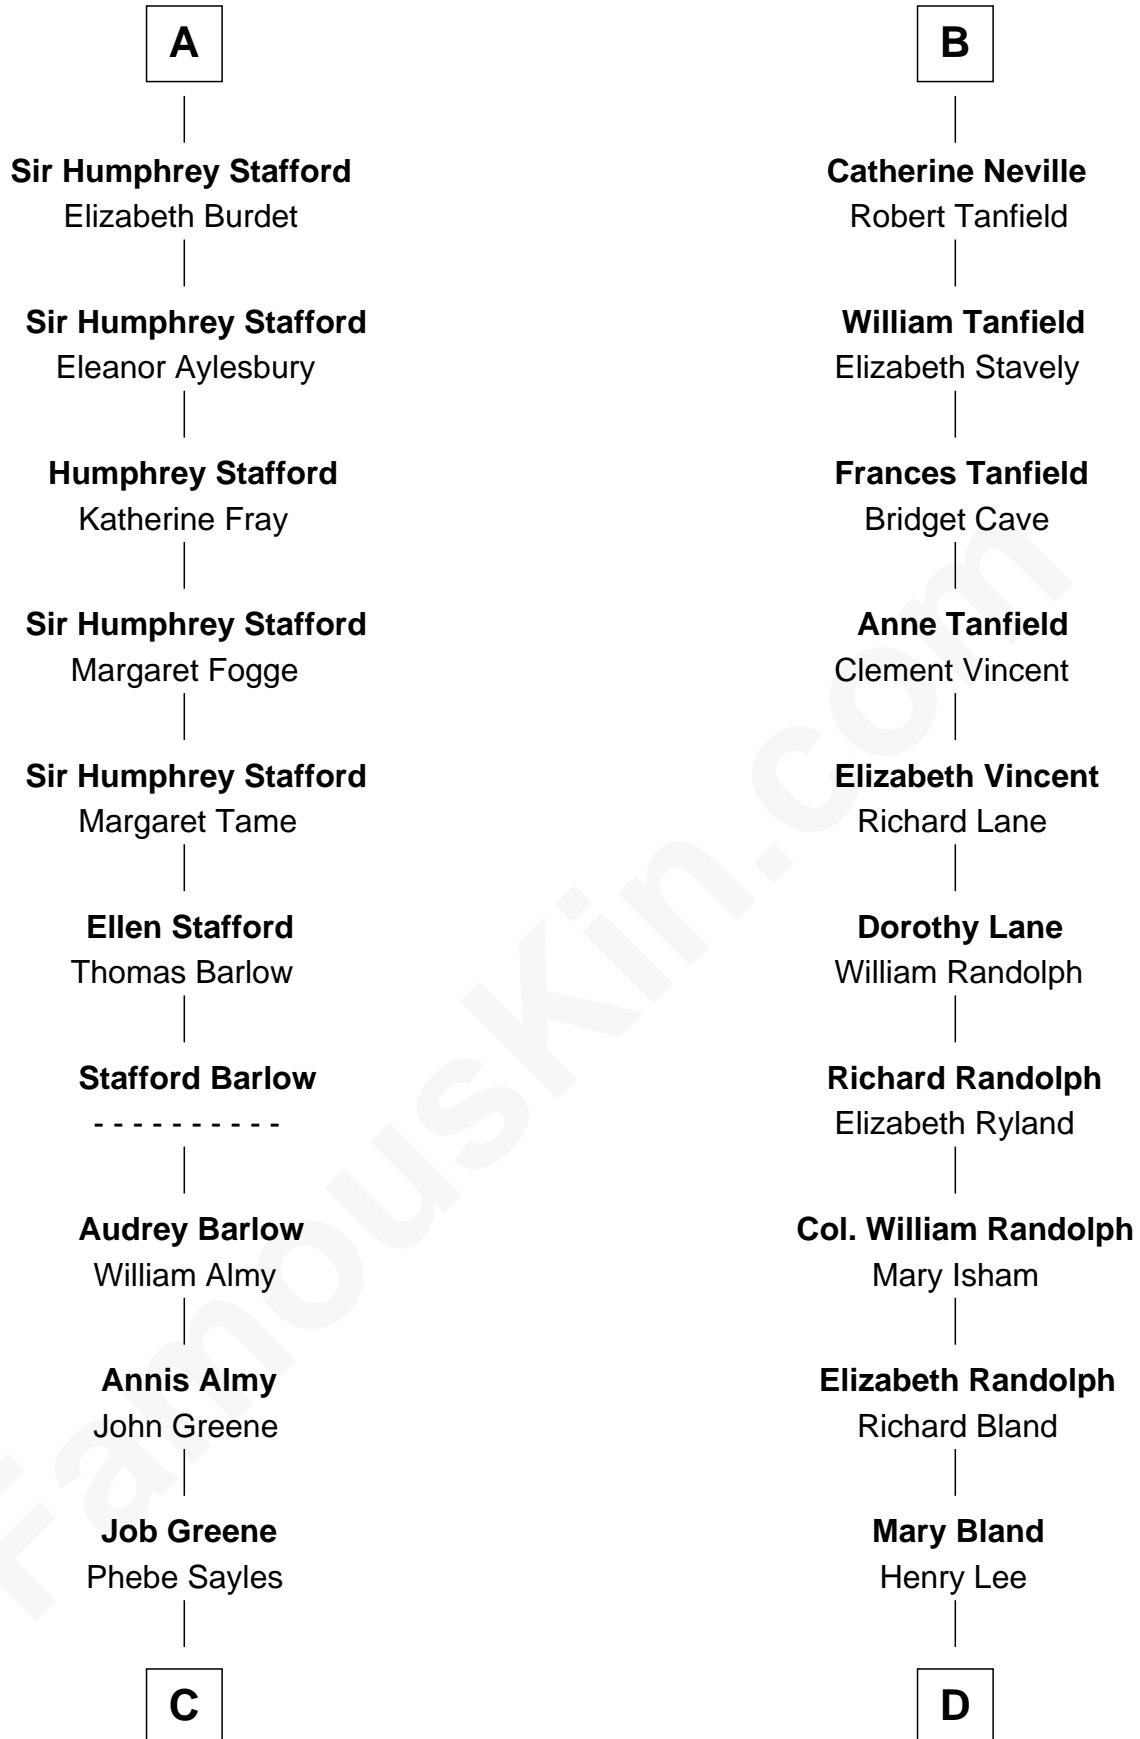 A
Sir Humphrey Stafford
Elizabeth Burdet
Sir Humphrey Stafford
Eleanor Aylesbury
Humphrey Stafford
Katherine Fray
Sir Humphrey Stafford
Margaret Fogge
Sir Humphrey Stafford
Margaret Tame
Ellen Stafford
Thomas Barlow
Stafford Barlow
- - - - - - - - - -
Audrey Barlow
William Almy
Annis Almy
John Greene
Job Greene
Phebe Sayles
C
B
Catherine Neville
Robert Tanfield
William Tanfield
Elizabeth Stavely
Frances Tanfield
Bridget Cave
Anne Tanfield
Clement Vincent
Elizabeth Vincent
Richard Lane
Dorothy Lane
William Randolph
Richard Randolph
Elizabeth Ryland
Col. William Randolph
Mary Isham
Elizabeth Randolph
Richard Bland
Mary Bland
Henry Lee
D
FamousKin.com